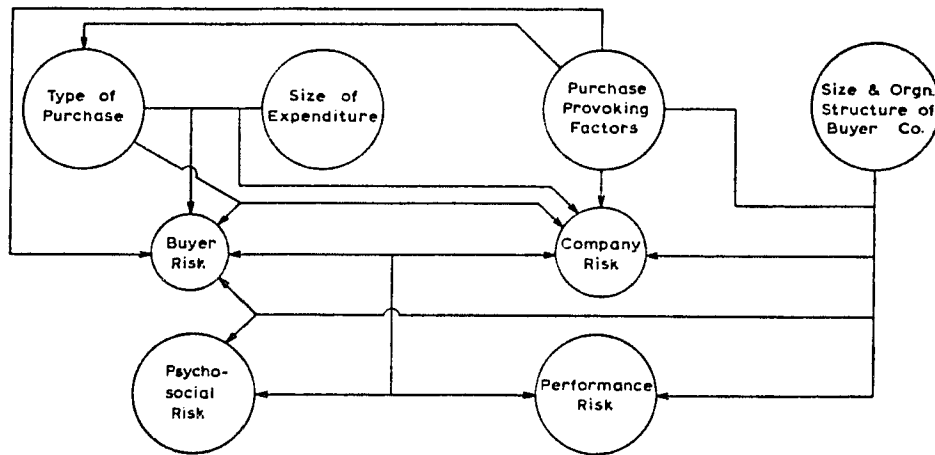 Type of
Purchase
Size of
Expenditure
Purchase
Provoking
Factors
Size & Orgn.
Structure of
Buyer Co.
Buyer
Risk
Company
Risk
Psycho-
social
Risk
Performance
Risk